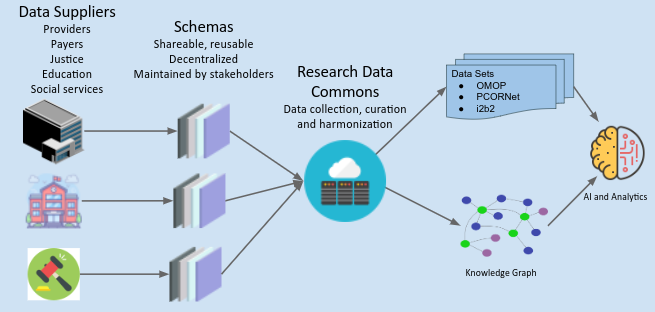 Data Suppliers
Providers
Payers
Justice
Education
Social services
Schemas
Shareable, reusable
Decentralized
Maintained by stakeholders
Research Data
Commons
Data collection, curation
and harmonization
Data Sets
● OMOP
● PCORNet
● i2b2
AI and Analytics
Knowledge Graph